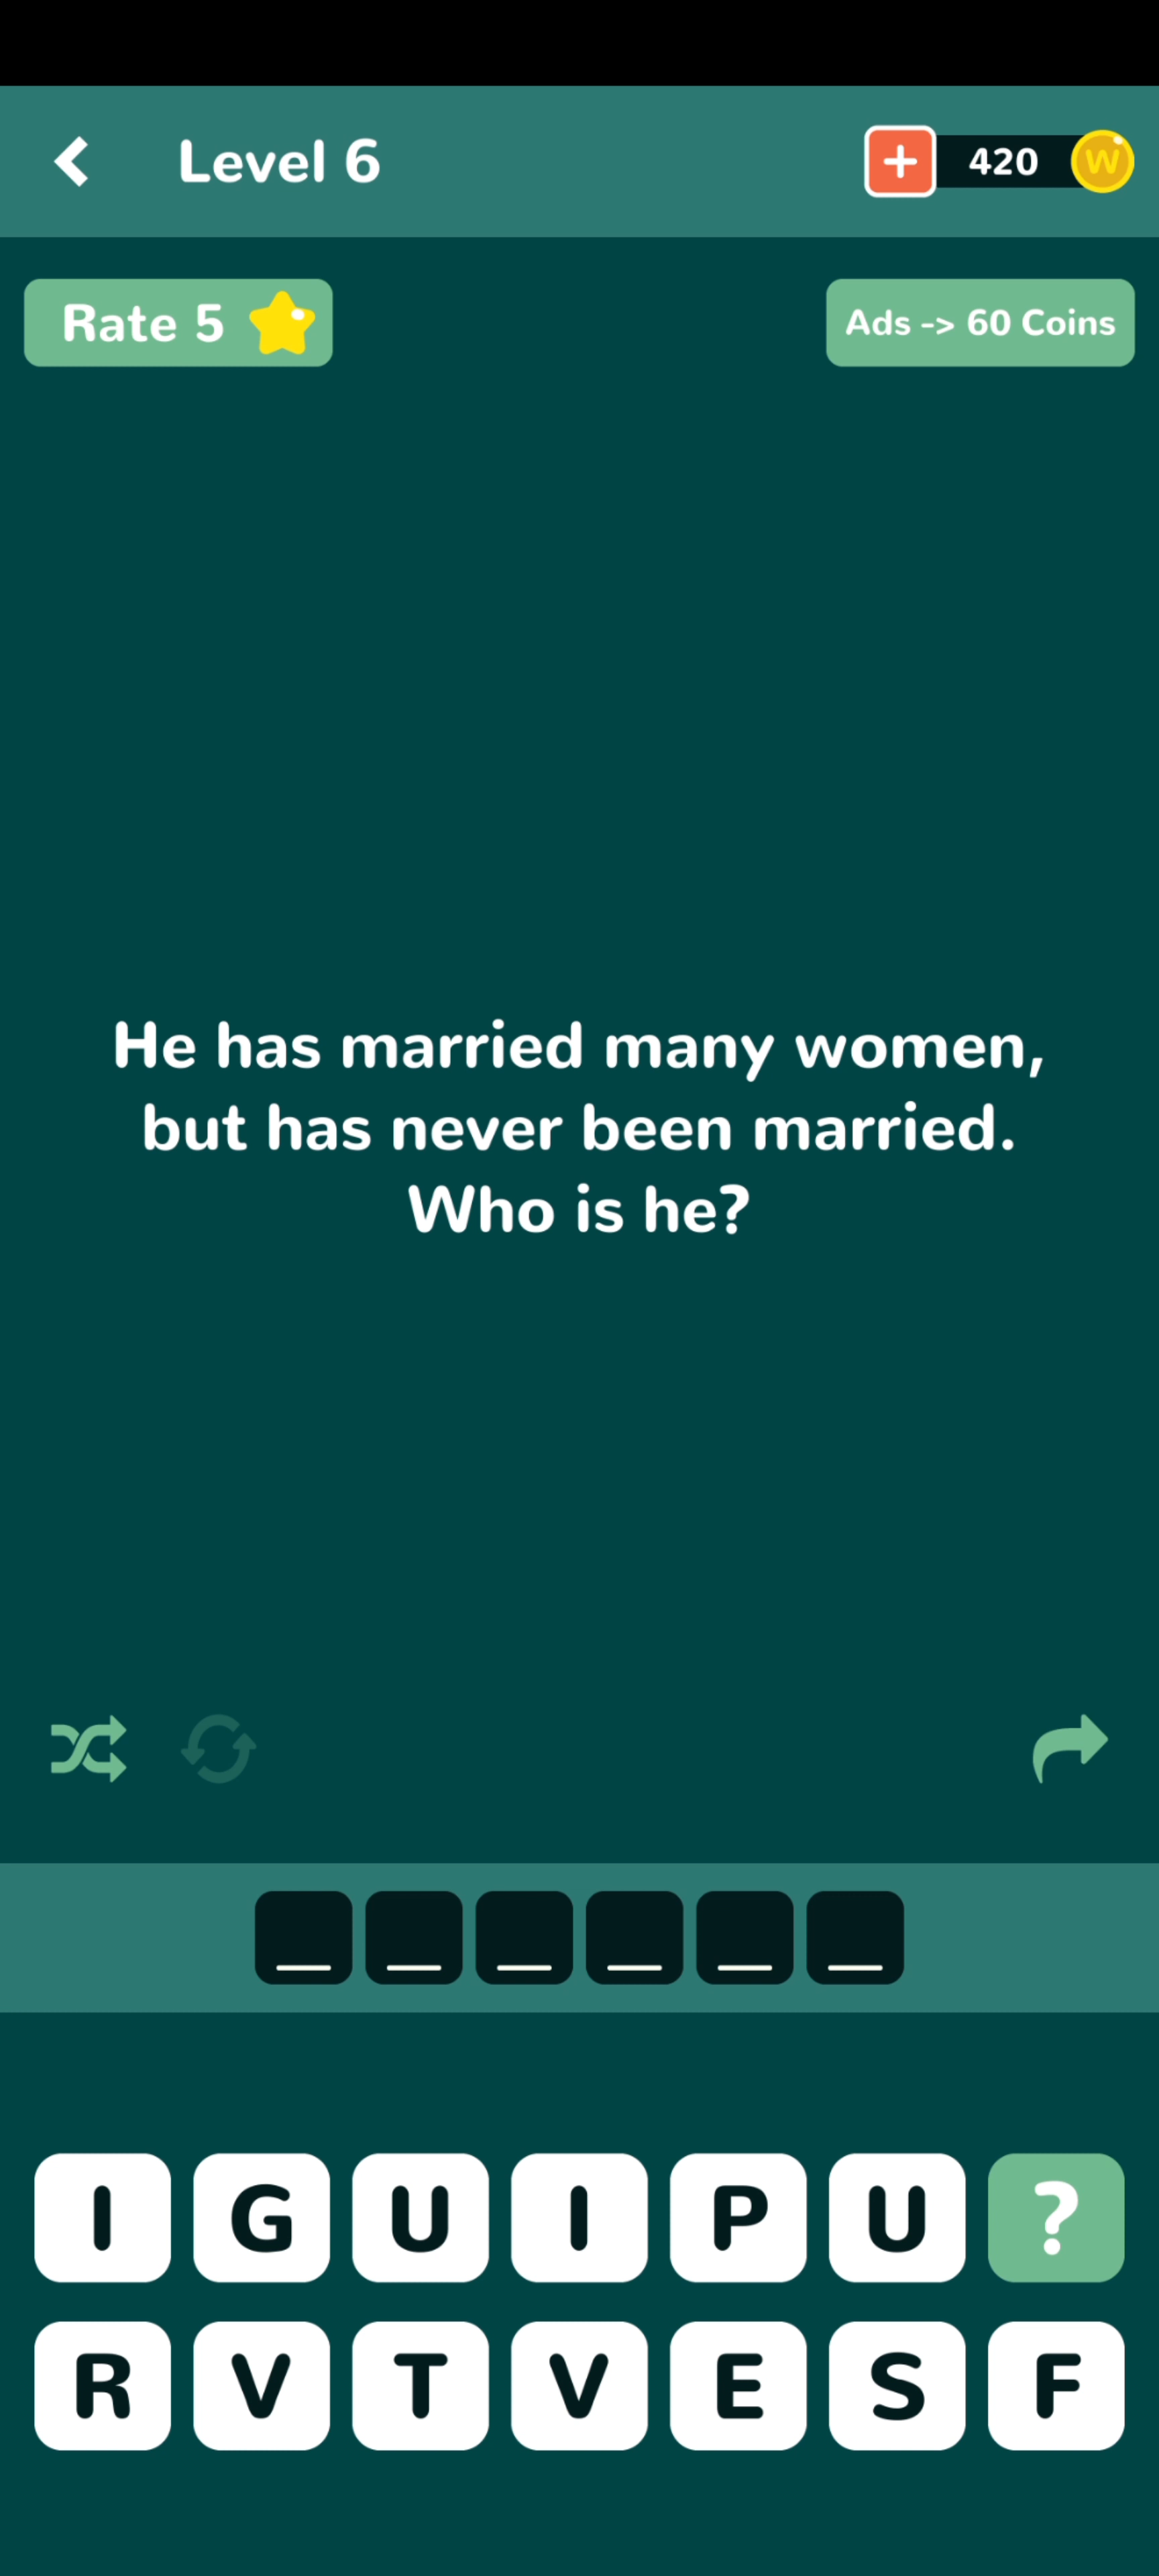 Level 6
+ 420 W
Rate 5
Ads -> 60 Coins
He has married many women,
but has never been married.
Who is he?
I G U I P U ?
R V T V E S F